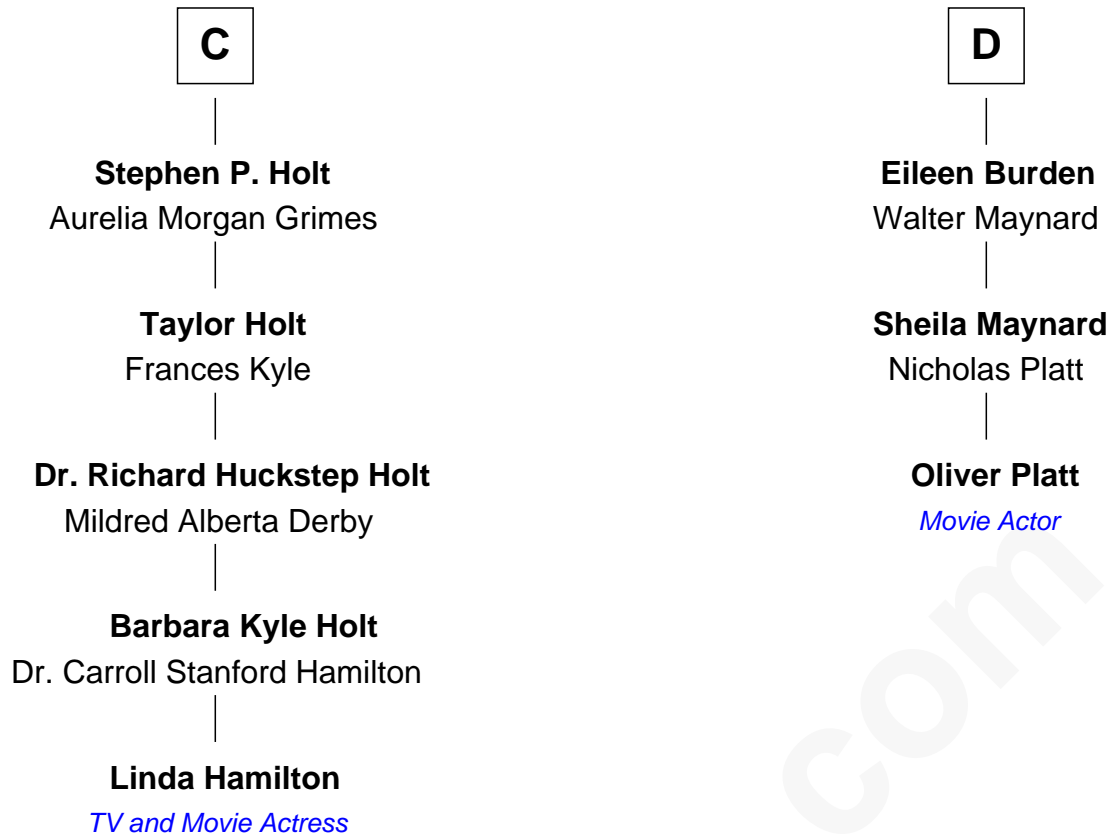 C
Stephen P. Holt
Aurelia Morgan Grimes
Taylor Holt
Frances Kyle
Dr. Richard Huckstep Holt
Mildred Alberta Derby
Barbara Kyle Holt
Dr. Carroll Stanford Hamilton
Linda Hamilton
TV and Movie Actress
D
Eileen Burden
Walter Maynard
Sheila Maynard
Nicholas Platt
Oliver Platt
Movie Actor
com